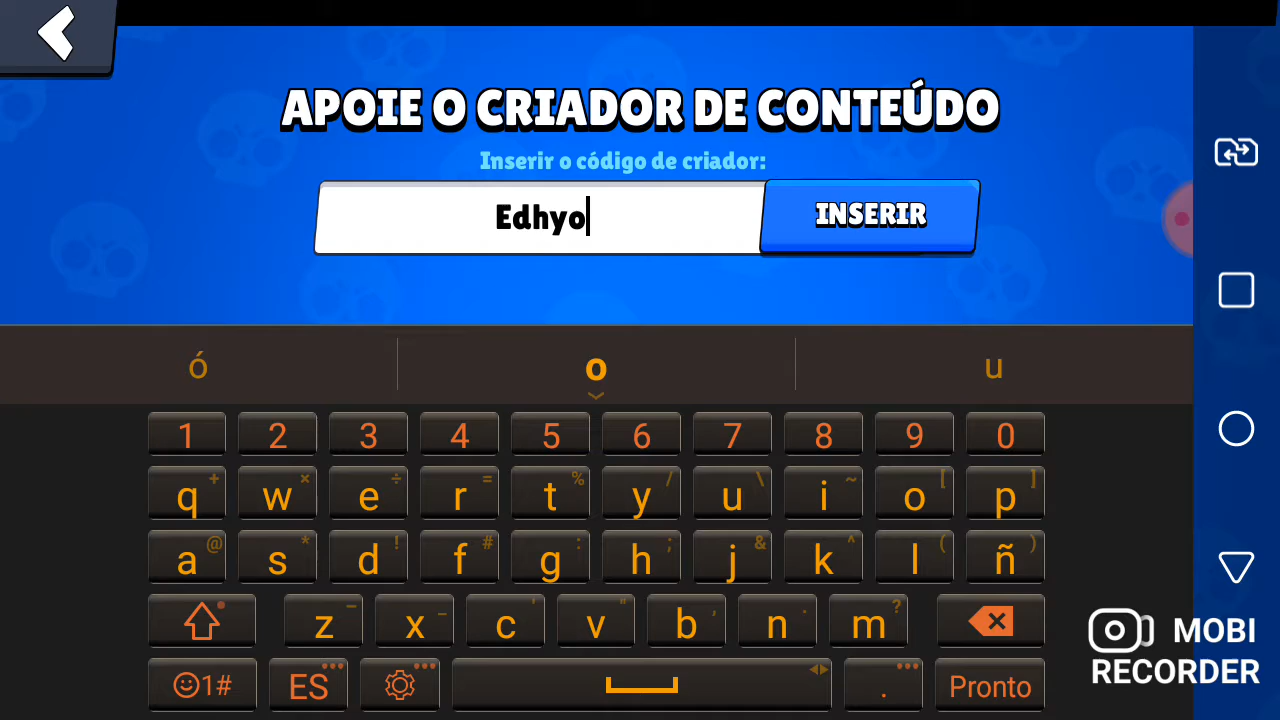 APOIE O CRIADOR DE CONTEÚDO
Inserir o código de criador:
Edhyo
INSERIR
ó o u
1 2 3 4 5 6 7 8 9 0
q + w × e ÷ r = t % y / u \ i ~ o [ p ]
a @ s * d ! f # g : h ; j & k ^ l ( ñ )
z - x _ c ' v " b , n . m ?
1# ES . Pronto
MOBI
RECORDER